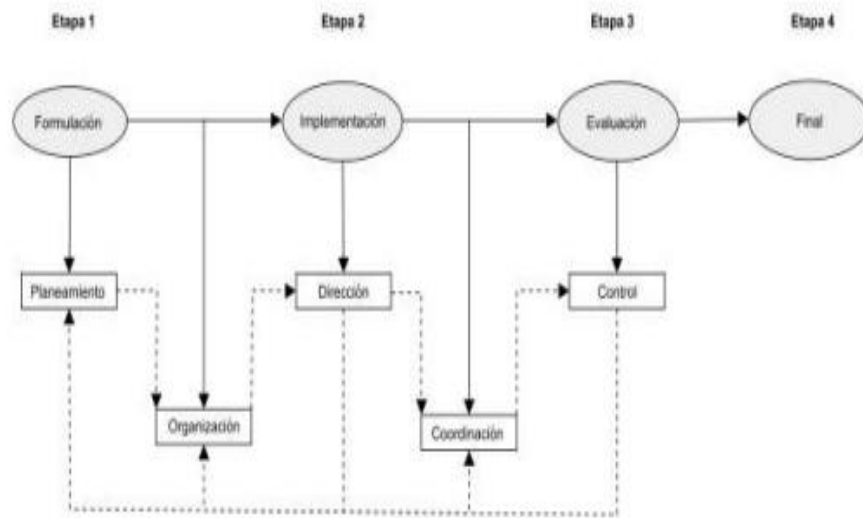 Etapa 1
Etapa 2
Etapa 3
Etapa 4
Formulación
Implementación
Evaluación
Final
Planeamiento
Dirección
Control
Organización
Coordinación